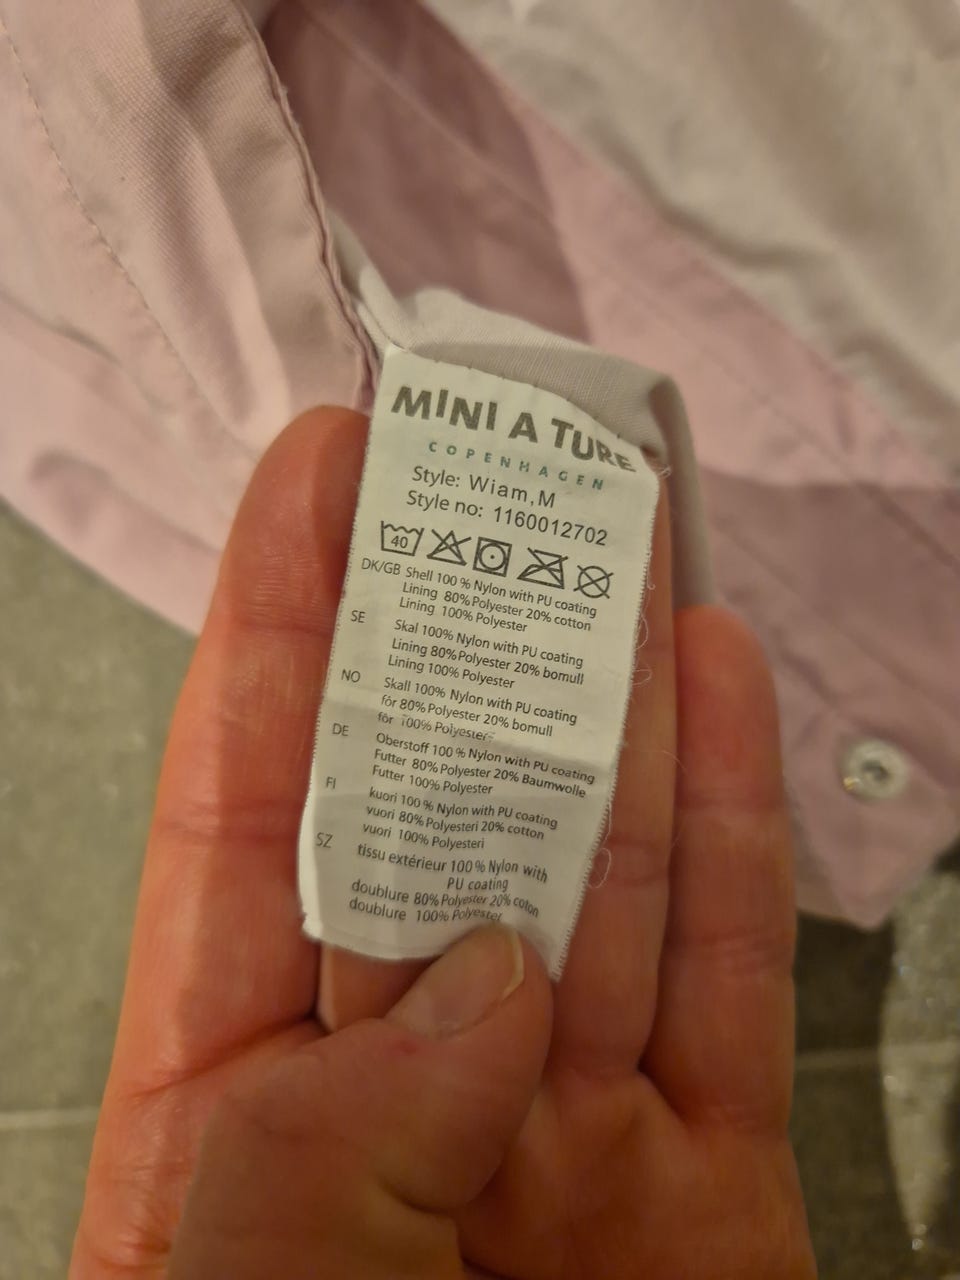 MINI A TURE
COPENHAGEN
Style: Wiam,M
Style no: 1160012702
40
DK/GB Shell 100 % Nylon with PU coating
Lining 80%Polyester 20% cotton
Lining 100% Polyester
SE Skal 100% Nylon with PU coating
Lining 80%Polyester 20% bomull
Lining 100% Polyester
NO Skall 100% Nylon with PU coating
fôr 80% Polyester 20% bomull
fôr 100% Polyester
DE Oberstoff 100 % Nylon with PU coating
Futter 80% Polyester 20% Baumwolle
Futter 100% Polyester
FI kuori 100 % Nylon with PU coating
vuori 80% Polyesteri 20% cotton
vuori 100% Polyesteri
SZ tissu extérieur 100 % Nylon with
PU coating
doublure 80% Polyester 20% coton
doublure 100% Polyester